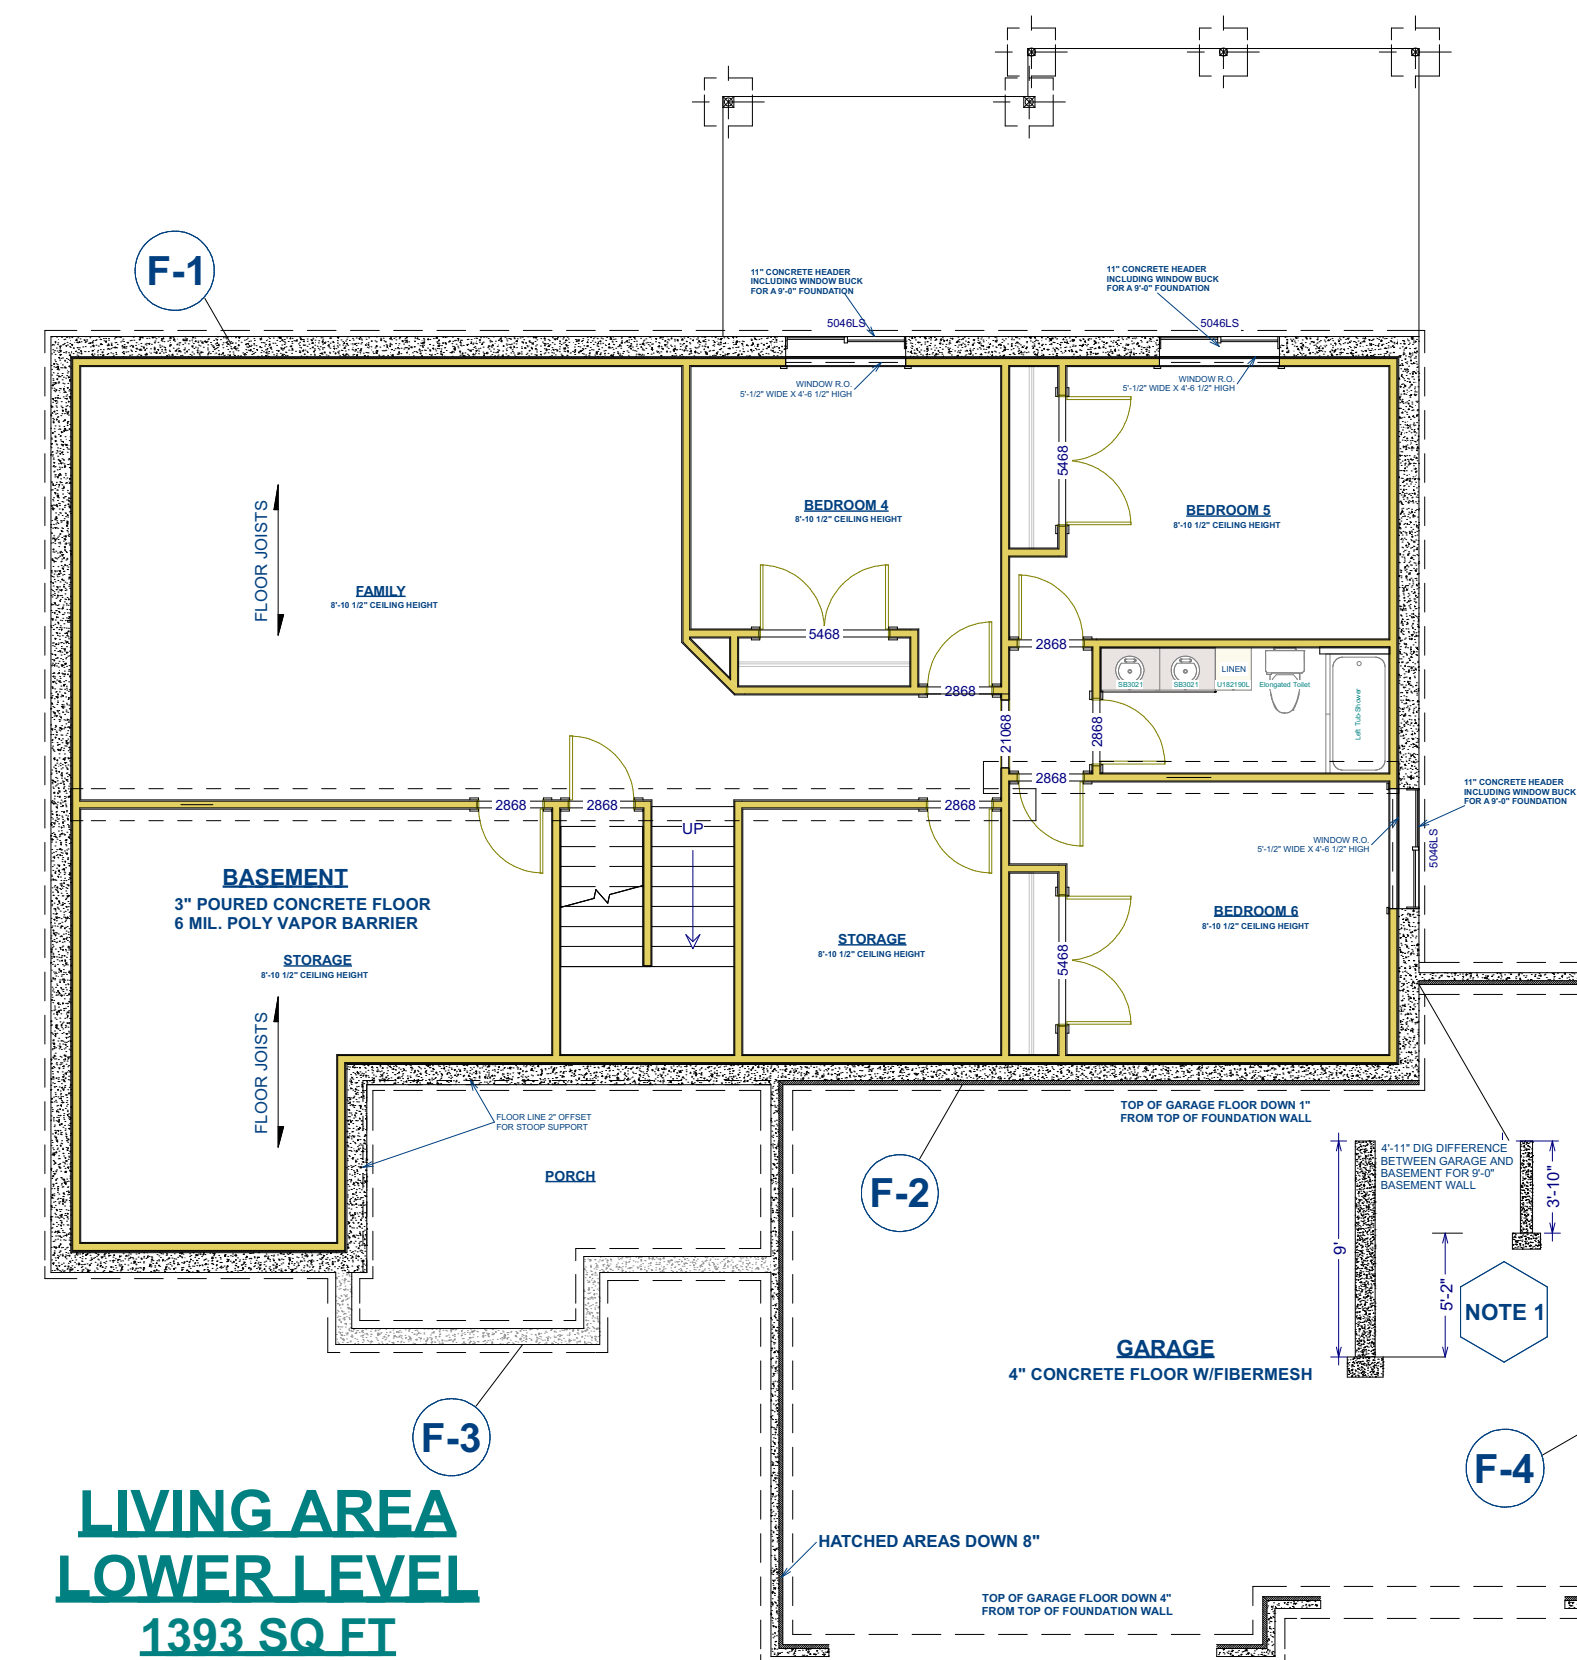 F-1
11" CONCRETE HEADER
INCLUDING WINDOW BUCK
FOR A 9'-0" FOUNDATION
11" CONCRETE HEADER
INCLUDING WINDOW BUCK
FOR A 9'-0" FOUNDATION
5046LS
5046LS
WINDOW R.O.
5'-1/2" WIDE X 4'-6 1/2" HIGH
WINDOW R.O.
5'-1/2" WIDE X 4'-6 1/2" HIGH
FLOOR JOISTS
FAMILY
8'-10 1/2" CEILING HEIGHT
BEDROOM 4
8'-10 1/2" CEILING HEIGHT
5468
BEDROOM 5
8'-10 1/2" CEILING HEIGHT
5468
2868
2868
21068
2868
2868
SB3021
SB3021
LINEN
U182190L
Elongated Toilet
Left Tub-Shower
11" CONCRETE HEADER
INCLUDING WINDOW BUCK
FOR A 9'-0" FOUNDATION
5046LS
WINDOW R.O.
5'-1/2" WIDE X 4'-6 1/2" HIGH
2868
2868
2868
UP
BASEMENT
3" POURED CONCRETE FLOOR
6 MIL. POLY VAPOR BARRIER
STORAGE
8'-10 1/2" CEILING HEIGHT
FLOOR JOISTS
STORAGE
8'-10 1/2" CEILING HEIGHT
5468
BEDROOM 6
8'-10 1/2" CEILING HEIGHT
FLOOR LINE 2" OFFSET
FOR STOOP SUPPORT
PORCH
F-2
TOP OF GARAGE FLOOR DOWN 1"
FROM TOP OF FOUNDATION WALL
4'-11" DIG DIFFERENCE
BETWEEN GARAGE AND
BASEMENT FOR 9'-0"
BASEMENT WALL
9'
3'-10"
5'-2"
NOTE 1
GARAGE
4" CONCRETE FLOOR W/FIBERMESH
F-3
F-4
LIVING AREA
LOWER LEVEL
1393 SQ FT
HATCHED AREAS DOWN 8"
TOP OF GARAGE FLOOR DOWN 4"
FROM TOP OF FOUNDATION WALL